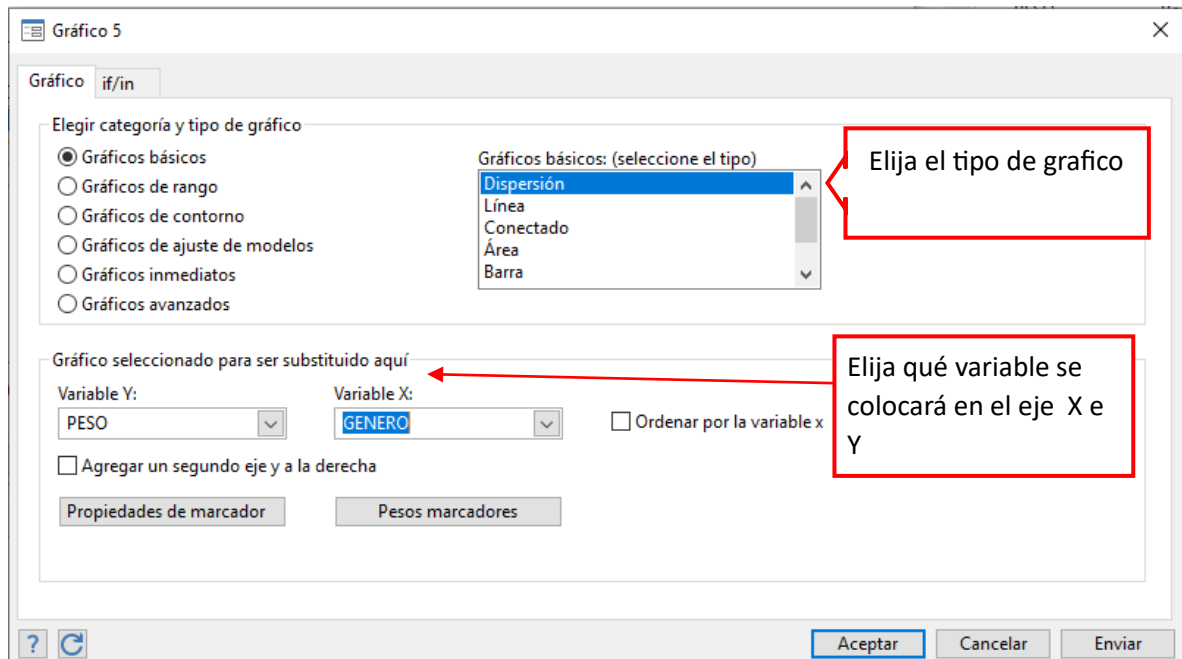 Gráfico 5
Gráfico
if/in
Elegir categoría y tipo de gráfico
Gráficos básicos
Gráficos de rango
Gráficos de contorno
Gráficos de ajuste de modelos
Gráficos inmediatos
Gráficos avanzados
Gráficos básicos: (seleccione el tipo)
Dispersión
Línea
Conectado
Área
Barra
Elija el tipo de grafico
Gráfico seleccionado para ser substituido aquí
Variable Y:
PESO
Variable X:
GENERO
Ordenar por la variable x
Elija qué variable se
colocará en el eje X e
Y
Agregar un segundo eje y a la derecha
Propiedades de marcador
Pesos marcadores
?
Aceptar
Cancelar
Enviar